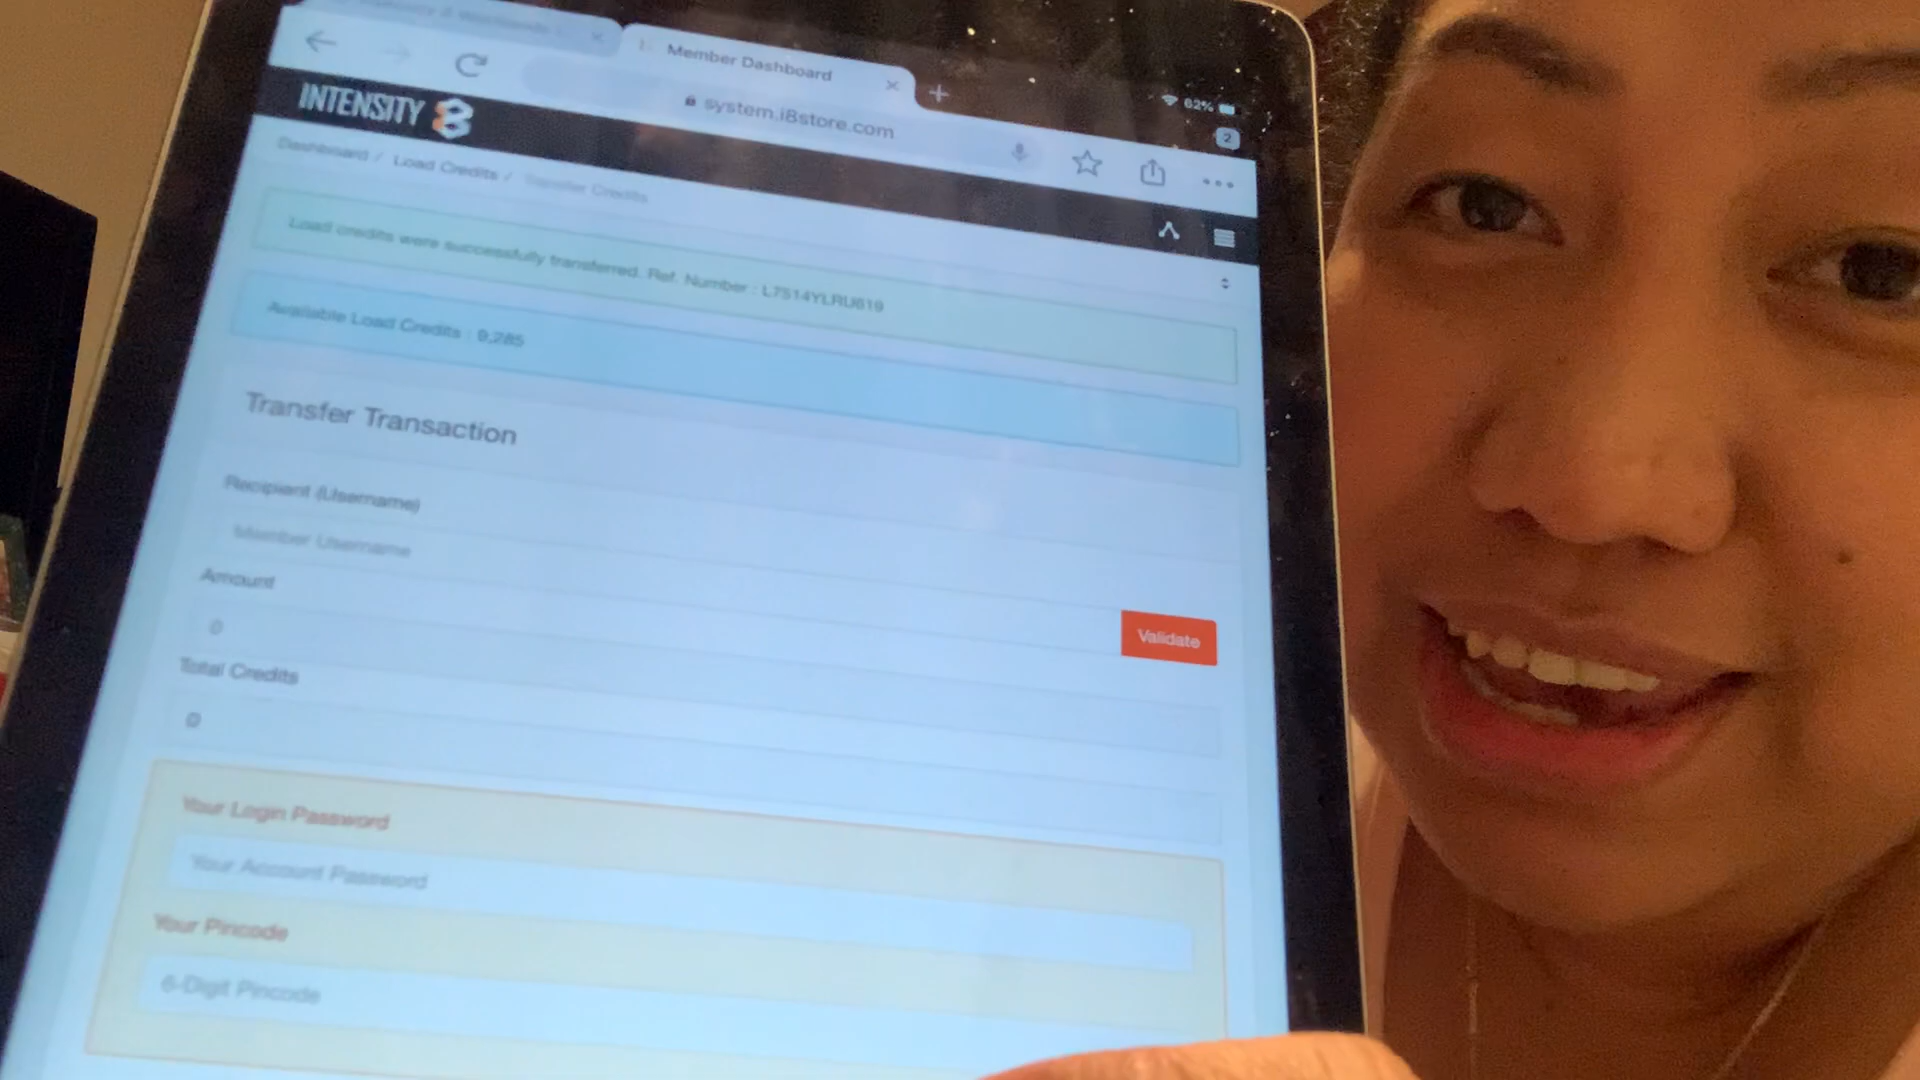 Member Dashboard
62%
system.i8store.com
2
INTENSITY 8
Dashboard / Load Credits / Transfer Credits
Load credits were successfully transferred. Ref. Number : L7514YLRU619
Available Load Credits : 9,285
Transfer Transaction
Recipient (Username)
Member Username
Amount
0
Validate
Total Credits
0
Your Login Password
Your Account Password
Your Pincode
6-Digit Pincode